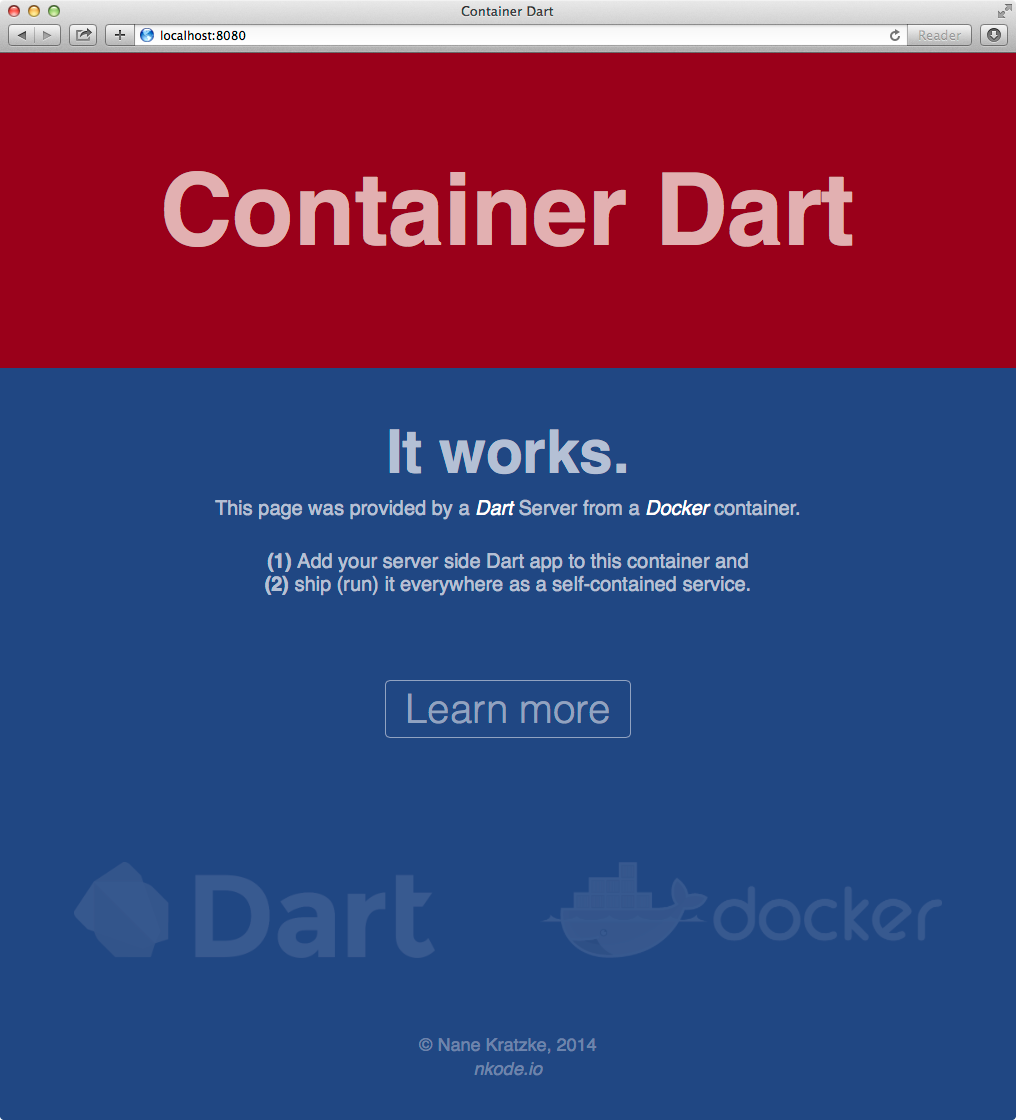 Container Dart
localhost:8080
Reader
Container Dart
It works.
This page was provided by a Dart Server from a Docker container.
(1) Add your server side Dart app to this container and
(2) ship (run) it everywhere as a self-contained service.
Learn more
Dart
docker
© Nane Kratzke, 2014
nkode.io